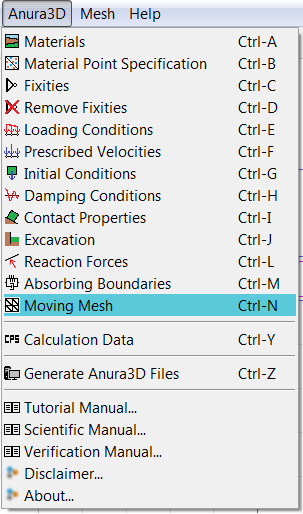 Anura3D Mesh Help
Materials Ctrl-A
Material Point Specification Ctrl-B
Fixities Ctrl-C
Remove Fixities Ctrl-D
Loading Conditions Ctrl-E
Prescribed Velocities Ctrl-F
Initial Conditions Ctrl-G
Damping Conditions Ctrl-H
Contact Properties Ctrl-I
Excavation Ctrl-J
Reaction Forces Ctrl-L
Absorbing Boundaries Ctrl-M
Moving Mesh Ctrl-N
CPS Calculation Data Ctrl-Y
Generate Anura3D Files Ctrl-Z
Tutorial Manual...
Scientific Manual...
Verification Manual...
Disclaimer...
About...